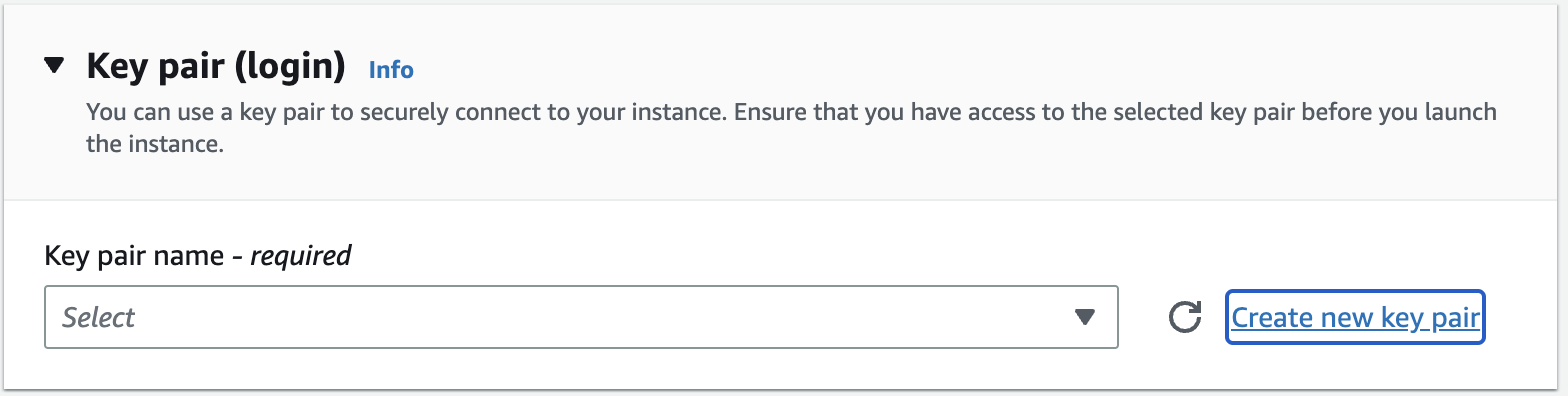 Key pair (login) Info
You can use a key pair to securely connect to your instance. Ensure that you have access to the selected key pair before you launch
the instance.
Key pair name - required
Select
Create new key pair